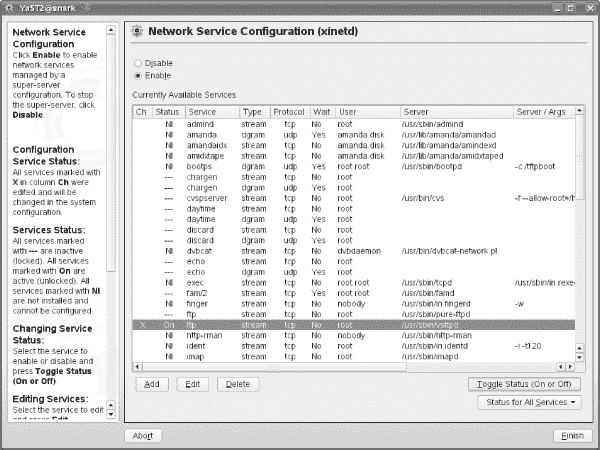 YaST2@snark
Network Service
Configuration
Click Enable to enable
network services
managed by a
super-server
configuration. To stop
the super-server, click
Disable.
Configuration
Service Status:
All services marked with
X in column Ch were
edited and will be
changed in the system
configuration.
Services Status:
All services marked
with --- are inactive
(locked). All services
marked with On are
active (unlocked). All
services marked with NI
are not installed and
cannot be configured.
Changing Service
Status:
Select the service to
enable or disable and
press Toggle Status
(On or Off).
Editing Services:
Select the service to edit
and press Edit
Network Service Configuration (xinetd)
Disable
Enable
Currently Available Services
Ch Status Service Type Protocol Wait User Server Server / Args
NI admind stream tcp No root /usr/sbin/admind
NI amanda dgram udp Yes amanda.disk /usr/lib/amanda/amandad
NI amandaidx stream tcp No amanda.disk /usr/lib/amanda/amindexd
NI amidxtape stream tcp No amanda.disk /usr/lib/amanda/amidxtaped
NI bootps dgram udp Yes root.root /usr/sbin/bootpd -c /tftpboot
--- chargen stream tcp No root
--- chargen dgram udp Yes root
--- cvspserver stream tcp No root /usr/bin/cvs -f --allow-root=/h
--- daytime stream tcp No root
--- daytime dgram udp Yes root
--- discard stream tcp No root
--- discard dgram udp Yes root
NI dvbcat stream tcp No dvbdaemon /usr/bin/dvbcat-network.pl
--- echo stream tcp No root
--- echo dgram udp Yes root
NI exec stream tcp No root.root /usr/sbin/tcpd /usr/sbin/in.rexe
--- fam/2 stream tcp Yes root /usr/sbin/famd
NI finger stream tcp No nobody /usr/sbin/in.fingerd -w
--- ftp stream tcp No root /usr/sbin/pure-ftpd
X On ftp stream tcp No root /usr/sbin/vsftpd
NI http-rman stream tcp No nobody /usr/sbin/http-rman
NI ident stream tcp No root /usr/sbin/in.identd -i -t120
NI imap stream tcp No root /usr/sbin/imapd
Add Edit Delete Toggle Status (On or Off)
Status for All Services
Abort Finish